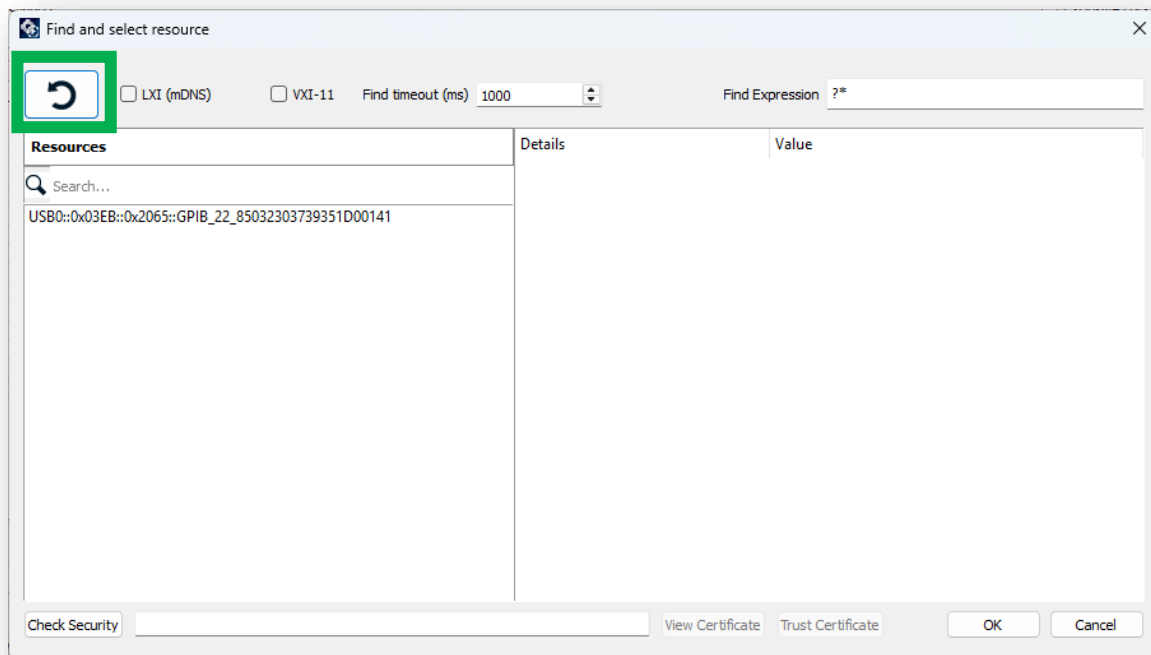 Find and select resource
LXI (mDNS) VXI-11 Find timeout (ms) 1000 Find Expression ?*
Resources Details Value
Search...
USB0::0x03EB::0x2065::GPIB_22_85032303739351D00141
Check Security View Certificate Trust Certificate OK Cancel